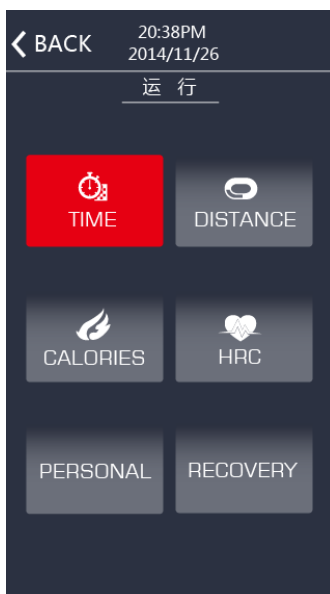 BACK
20:38PM
2014/11/26
运 行
TIME
DISTANCE
CALORIES
HRC
PERSONAL
RECOVERY